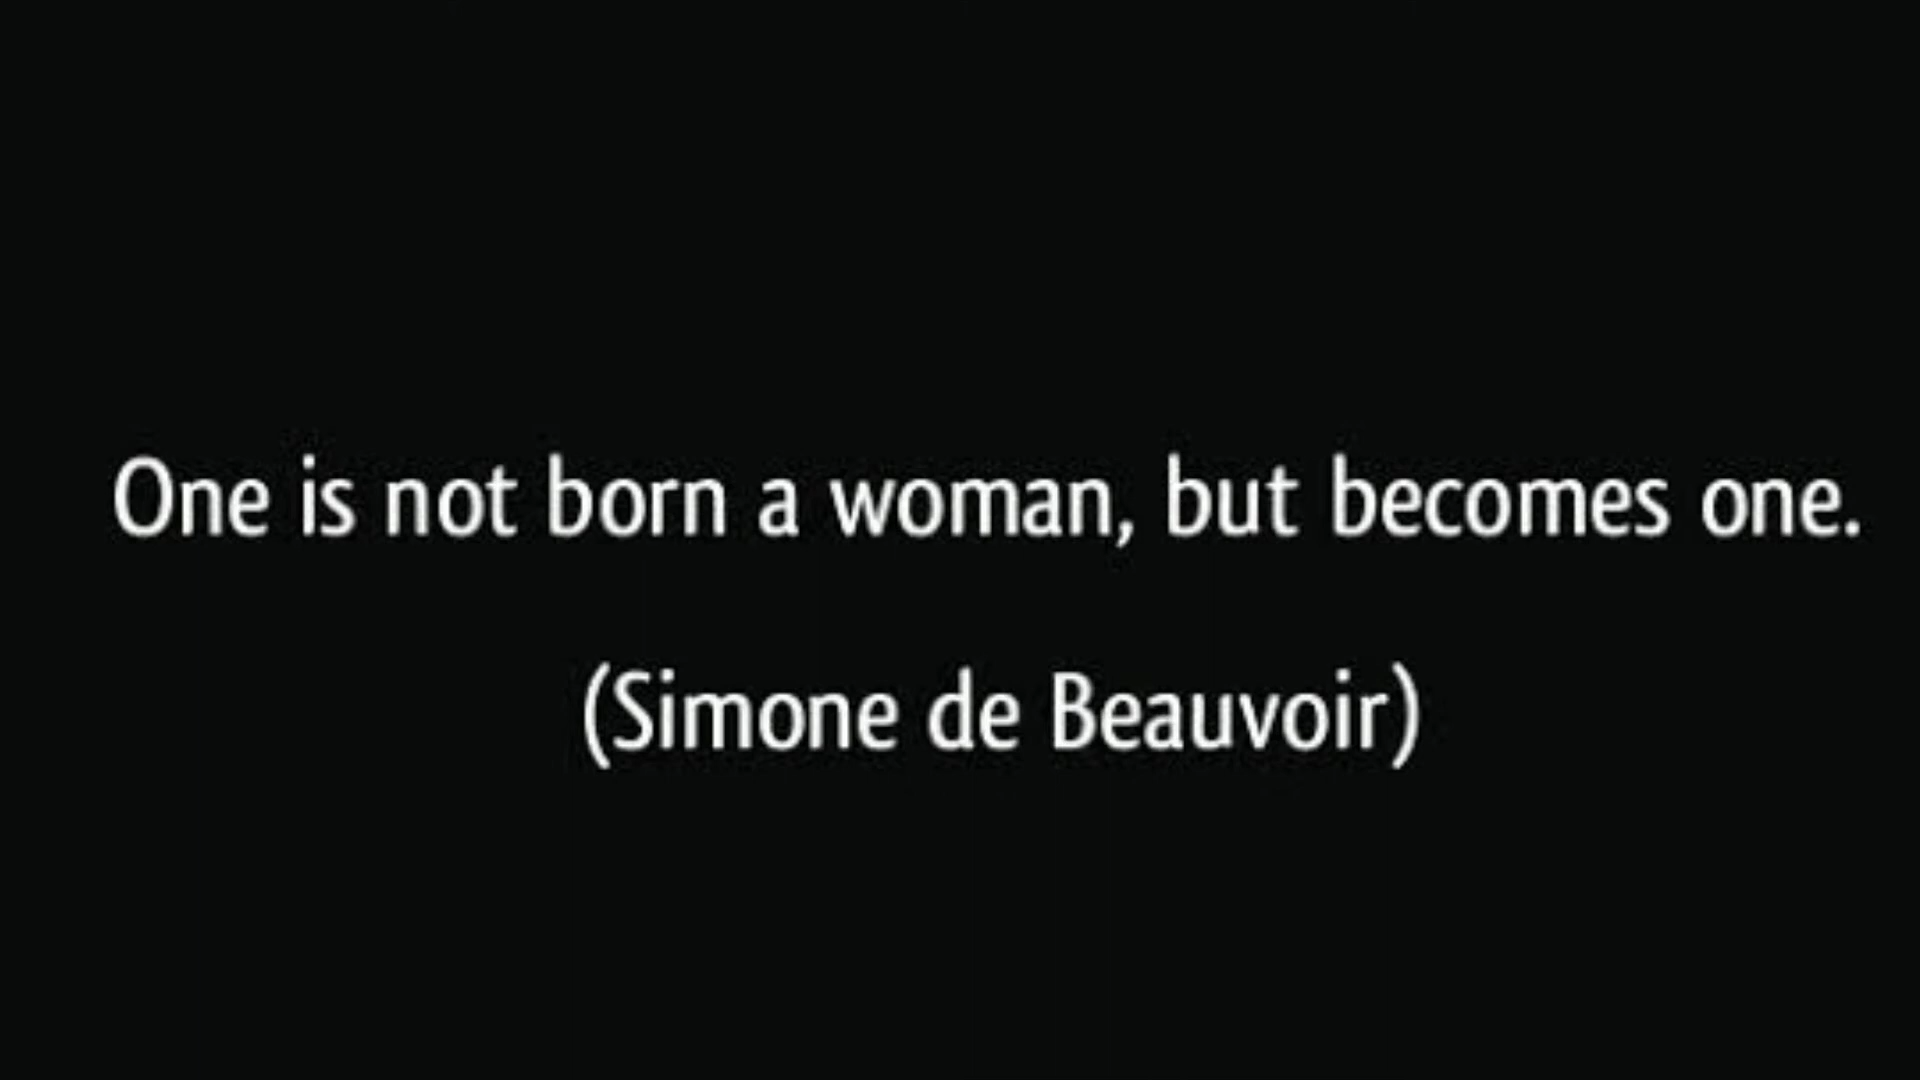 One is not born a woman, but becomes one.
(Simone de Beauvoir)